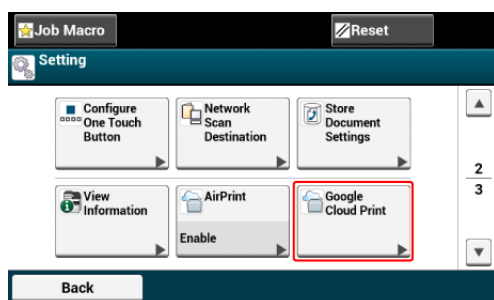 Job Macro
Reset
Setting
Configure
One Touch
Button
Network
Scan
Destination
Store
Document
Settings
View
Information
AirPrint
Enable
Google
Cloud Print
2
3
Back